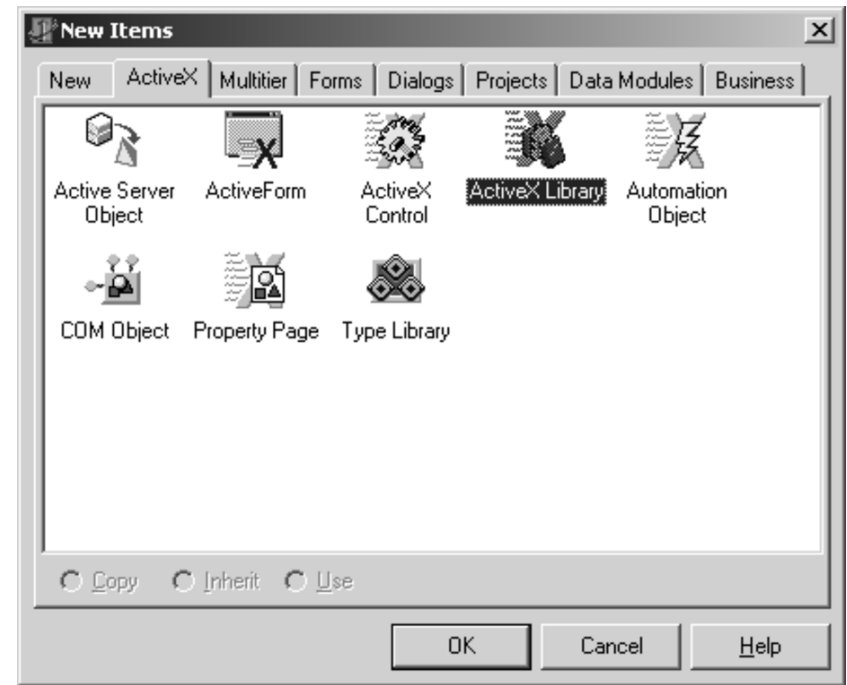 New Items
New ActiveX Multitier Forms Dialogs Projects Data Modules Business
Active Server Object
ActiveForm
ActiveX Control
ActiveX Library
Automation Object
COM Object
Property Page
Type Library
Copy Inherit Use
OK Cancel Help